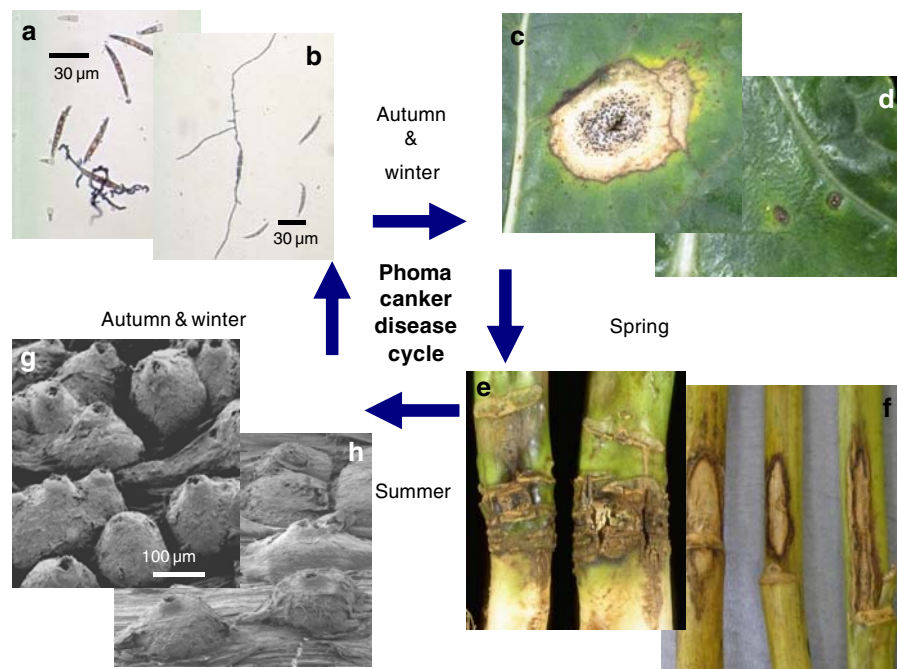 a
30 µm
b
30 µm
Autumn
&
winter
c
d
Phoma
canker
disease
cycle
Autumn & winter
Spring
g
100 µm
h
Summer
e
f